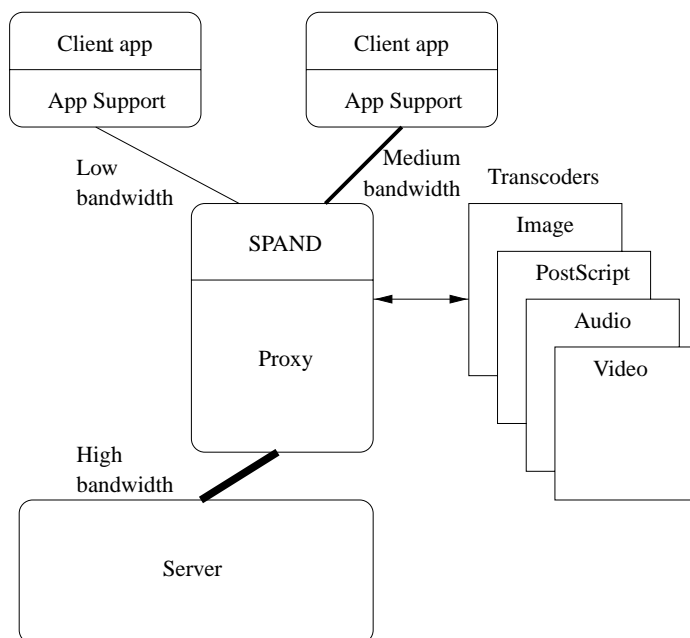 Client app
App Support
Client app
App Support
Low
bandwidth
Medium
bandwidth
Transcoders
Image
PostScript
Audio
Video
SPAND
Proxy
High
bandwidth
Server